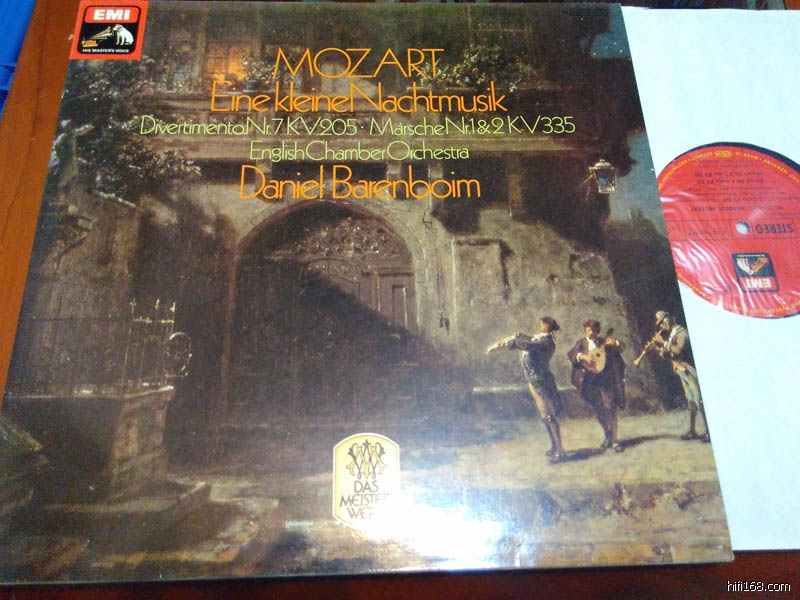 EMI
HIS MASTER'S VOICE
MOZART
Eine kleine Nachtmusik
Divertimento Nr. 7 KV 205 · Märsche Nr. 1 & 2 KV 335
English Chamber Orchestra
Daniel Barenboim
DAS
MEISTER
WERK
STEREO
EMI
hifi168.com